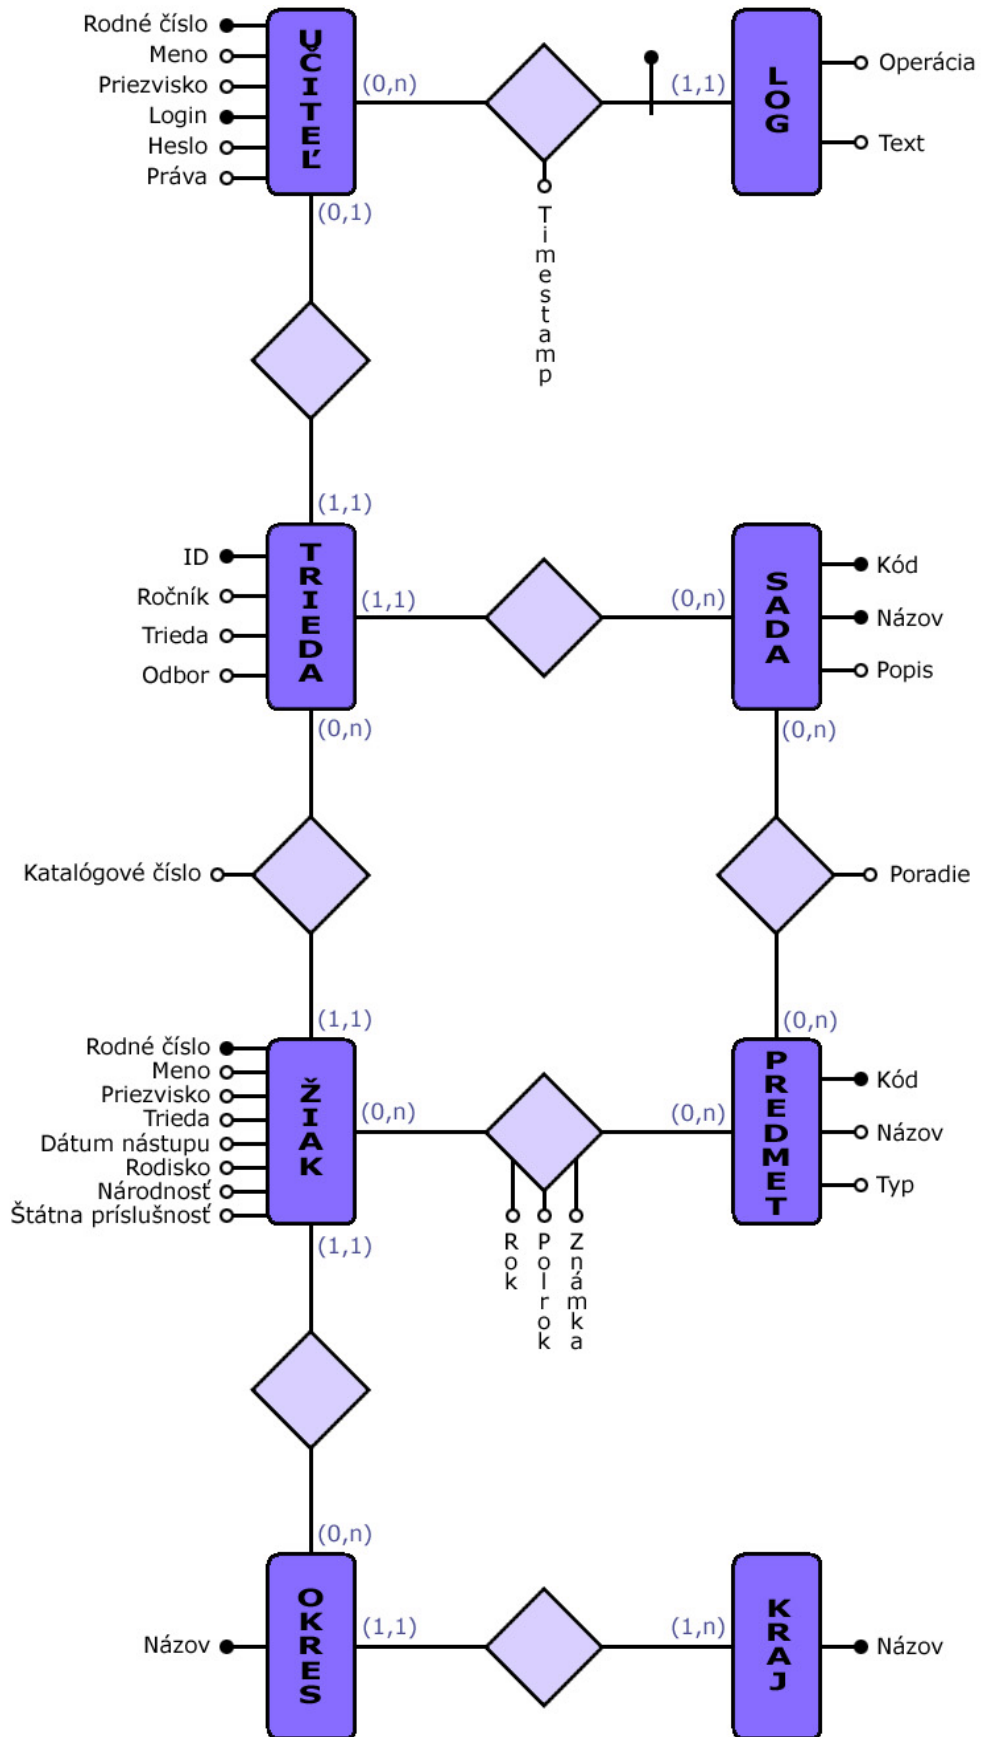 Rodné číslo
Meno
Priezvisko
Login
Heslo
Práva
UČITEĽ
(0,n)
(1,1)
LOG
Operácia
Text
Timestamp
(0,1)
(1,1)
ID
Ročník
Trieda
Odbor
TRIEDA
(1,1)
(0,n)
SADA
Kód
Názov
Popis
(0,n)
(0,n)
Katalógové číslo
Poradie
(1,1)
(0,n)
Rodné číslo
Meno
Priezvisko
Trieda
Dátum nástupu
Rodisko
Národnosť
Štátna príslušnosť
ŽIAK
(0,n)
(0,n)
PREDMET
Kód
Názov
Typ
Rok
Polrok
Známka
(1,1)
(0,n)
Názov
OKRES
(1,1)
(1,n)
KRAJ
Názov